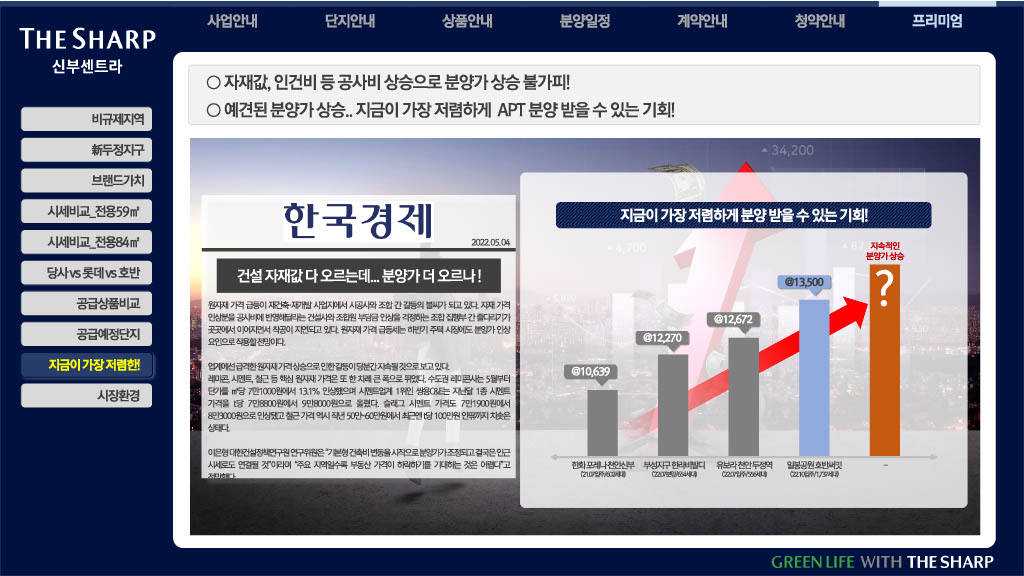 사업안내 단지안내 상품안내 분양일정 계약안내 청약안내 프리미엄
THE SHARP
신부센트라
비규제지역
新두정지구
브랜드가치
시세비교_전용59㎡
시세비교_전용84㎡
당사 vs 롯데 vs 호반
공급상품비교
공급예정단지
지금이 가장 저렴한!
시장환경
○ 자재값, 인건비 등 공사비 상승으로 분양가 상승 불가피!
○ 예견된 분양가 상승.. 지금이 가장 저렴하게 APT 분양 받을 수 있는 기회!
한국경제
2022.05.04
건설 자재값 다 오르는데... 분양가 더 오르나 !
원자재 가격 급등이 재건축·재개발 사업지에서 시공사와 조합 간 갈등의 불씨가 되고 있다. 자재 가격
인상분을 공사비에 반영해달라는 건설사와 조합원 부담금 인상을 걱정하는 조합 집행부 간 줄다리기가
곳곳에서 이어지면서 착공이 지연되고 있다. 원자재 가격 급등세는 하반기 주택 시장에도 분양가 인상
요인으로 작용할 전망이다.
업계에선 급격한 원자재 가격 상승으로 인한 갈등이 당분간 지속될 것으로 보고 있다.
레미콘, 시멘트, 철근 등 핵심 원자재 가격은 또 한 차례 큰 폭으로 뛰었다. 수도권 레미콘사는 5월부터
단가를 ㎥당 7만1000원에서 13.1% 인상했으며 시멘트업계 1위인 쌍용C&E는 지난달 1종 시멘트
가격을 t당 7만8800원에서 9만8000원으로 올렸다. 슬래그 시멘트 가격도 7만1900원에서
8만3000원으로 인상됐고 철근 가격 역시 작년 50만~60만원에서 최근엔 t당 100만원 안팎까지 치솟은
상태다.
이은형 대한건설정책연구원 연구위원은 "기본형 건축비 변동을 시작으로 분양가가 조정되고 결국은 인근
시세로도 연결될 것"이라며 "주요 지역일수록 부동산 가격이 하락하기를 기대하는 것은 어렵다"고
전망했다.
34,200
4,700
지금이 가장 저렴하게 분양 받을 수 있는 기회!
지속적인
분양가 상승
?
@13,500
@12,672
@12,270
@10,639
한화 포레나 천안신부 부성지구 한라비발디 유보라 천안 두정역 일봉공원 호반써밋 --
(21.07입주/602세대) (22.07분양/654세대) (22.07입주/556세대) (22.10입주/1,737세대)
GREEN LIFE WITH THE SHARP